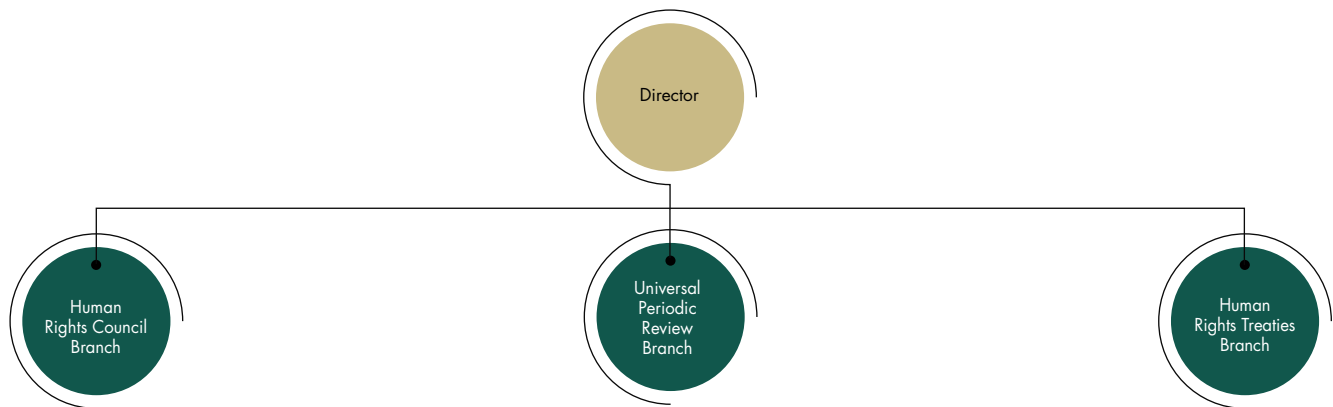 Director
Human
Rights Council
Branch
Universal
Periodic
Review
Branch
Human
Rights Treaties
Branch